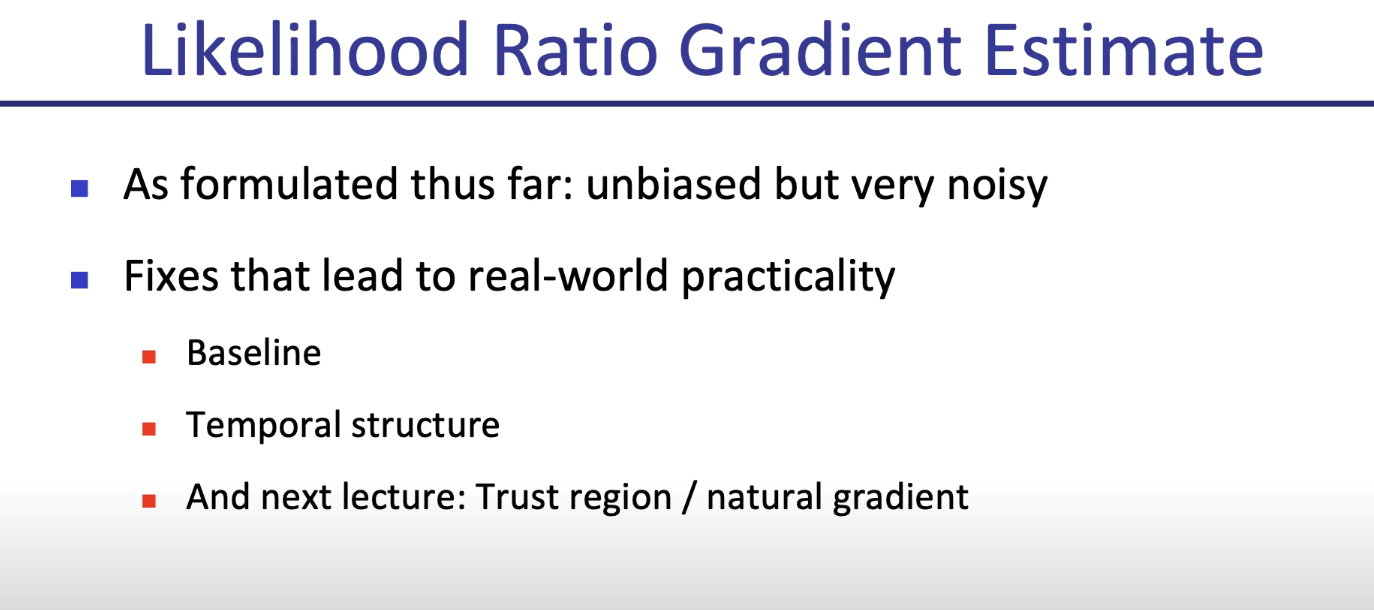 Likelihood Ratio Gradient Estimate
As formulated thus far: unbiased but very noisy
Fixes that lead to real-world practicality
Baseline
Temporal structure
And next lecture: Trust region / natural gradient